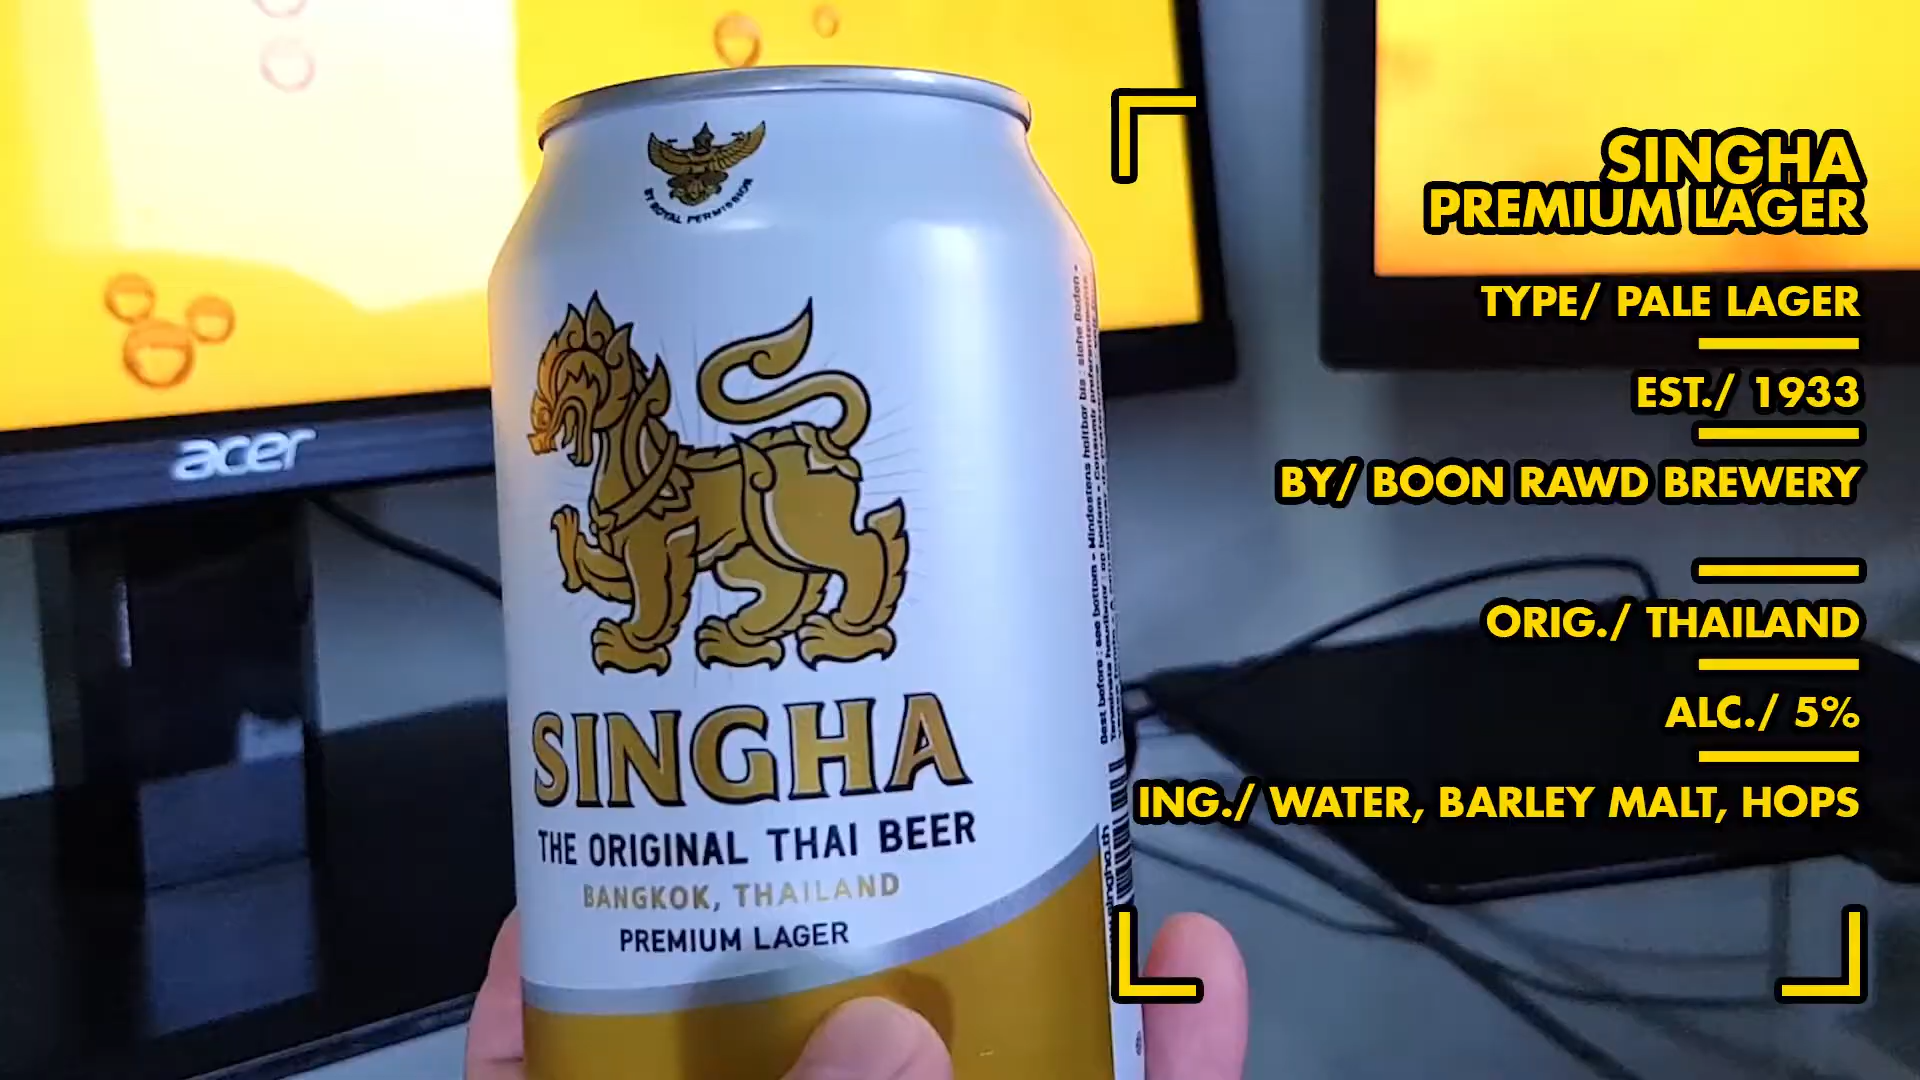 BY ROYAL PERMISSION
SINGHA
THE ORIGINAL THAI BEER
BANGKOK, THAILAND
PREMIUM LAGER
acer
SINGHA
PREMIUM LAGER
TYPE/ PALE LAGER
EST./ 1933
BY/ BOON RAWD BREWERY
ORIG./ THAILAND
ALC./ 5%
ING./ WATER, BARLEY MALT, HOPS
Best before : see bottom - Mindestens haltbar bis : siehe Boden -